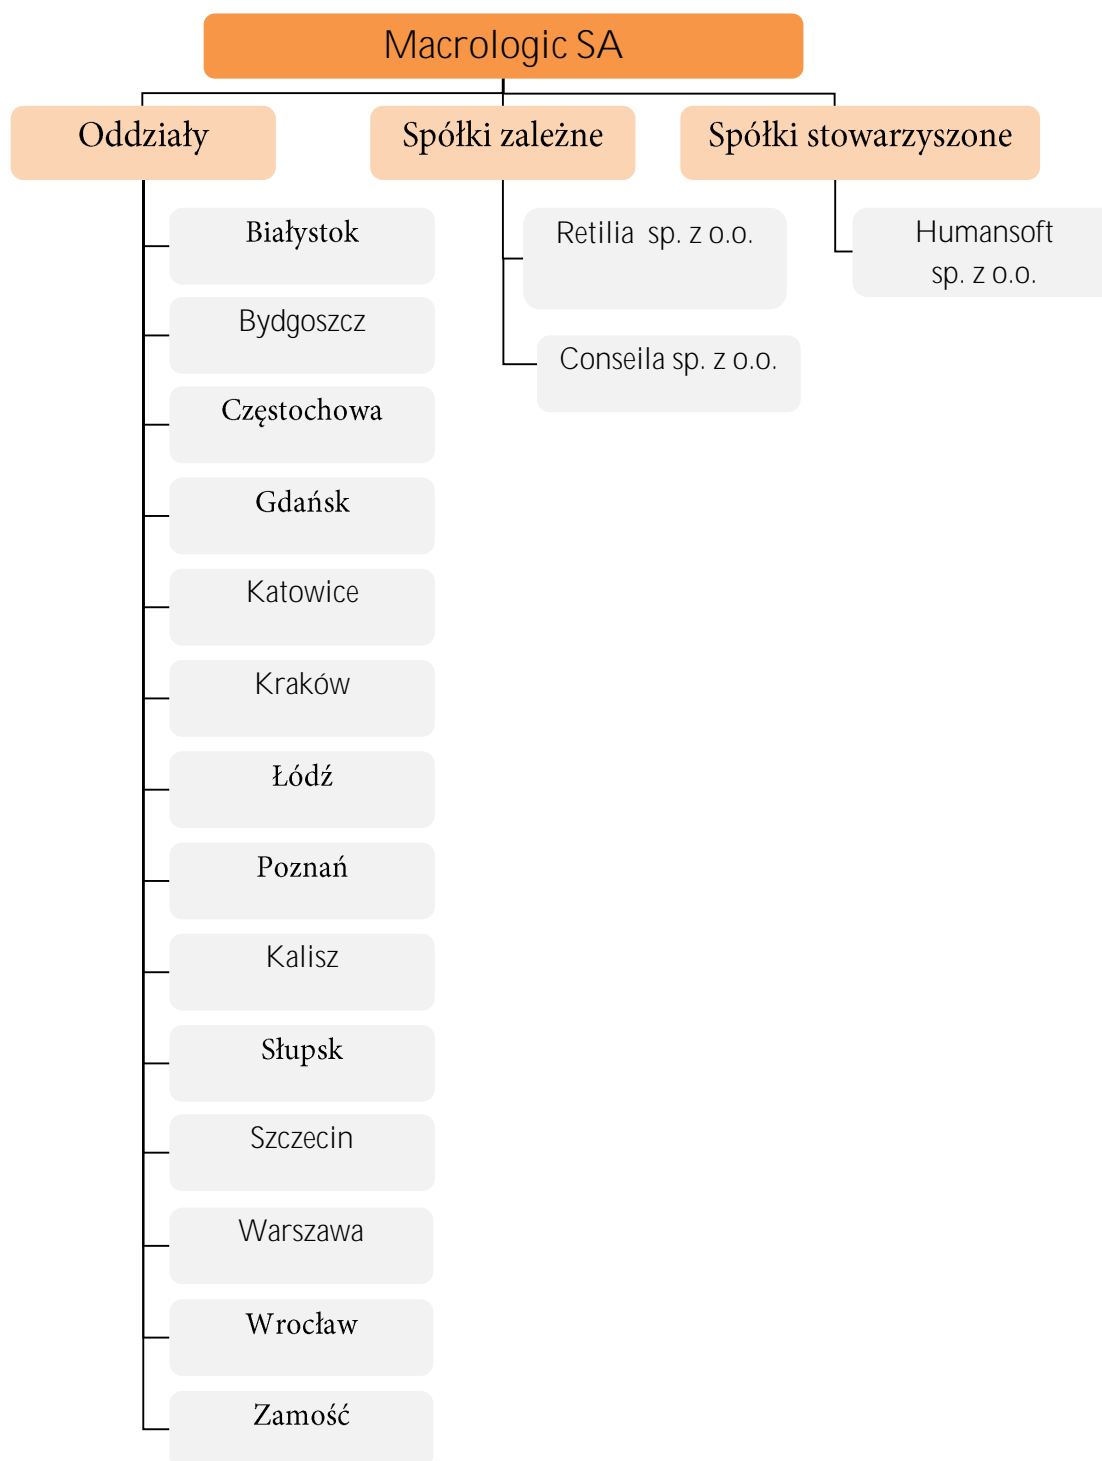 Macrologic SA
Oddziały
Spółki zależne
Spółki stowarzyszone
Białystok
Bydgoszcz
Częstochowa
Gdańsk
Katowice
Kraków
Łódź
Poznań
Kalisz
Słupsk
Szczecin
Warszawa
Wrocław
Zamość
Retilia sp. z o.o.
Conseila sp. z o.o.
Humansoft
sp. z o.o.